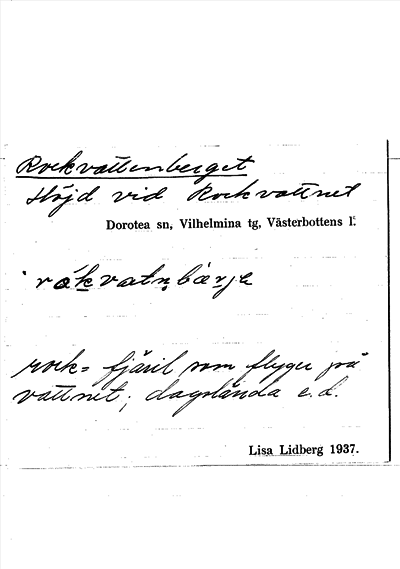 Rockvattenberget
Höjd vid Rockvattnet
Dorotea sn, Vilhelmina tg, Västerbottens l:
rock = fjäril som flyger på
vattnet; dagslända e.d.
Lisa Lidberg 1937.